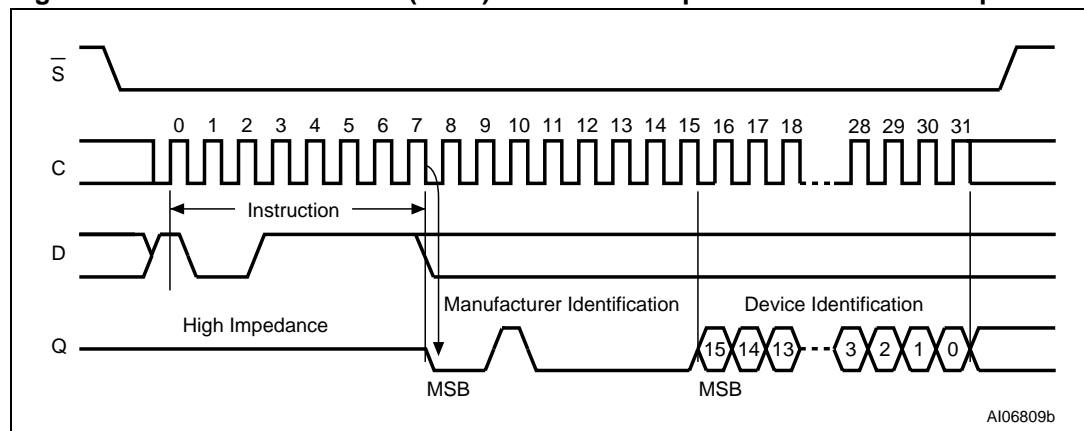 S
0 1 2 3 4 5 6 7 8 9 10 11 12 13 14 15 16 17 18 28 29 30 31
C
Instruction
D
Manufacturer Identification Device Identification
High Impedance
Q
15 14 13 3 2 1 0
MSB MSB
AI06809b